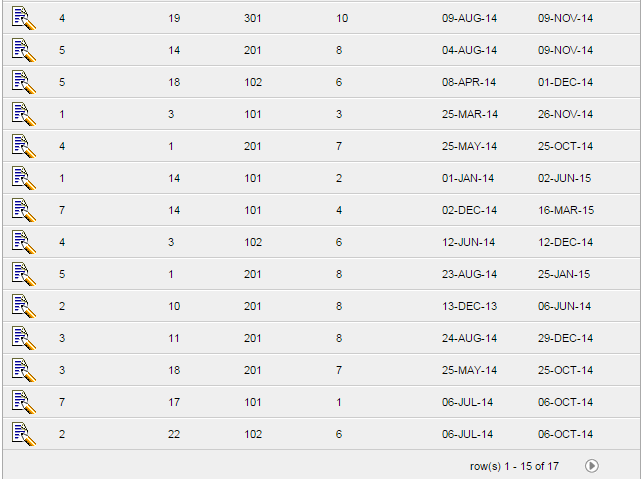 4 19 301 10 09-AUG-14 09-NOV-14
5 14 201 8 04-AUG-14 09-NOV-14
5 18 102 6 08-APR-14 01-DEC-14
1 3 101 3 25-MAR-14 26-NOV-14
4 1 201 7 25-MAY-14 25-OCT-14
1 14 101 2 01-JAN-14 02-JUN-15
7 14 101 4 02-DEC-14 16-MAR-15
4 3 102 6 12-JUN-14 12-DEC-14
5 1 201 8 23-AUG-14 25-JAN-15
2 10 201 8 13-DEC-13 06-JUN-14
3 11 201 8 24-AUG-14 29-DEC-14
3 18 201 7 25-MAY-14 25-OCT-14
7 17 101 1 06-JUL-14 06-OCT-14
2 22 102 6 06-JUL-14 06-OCT-14
row(s) 1 - 15 of 17